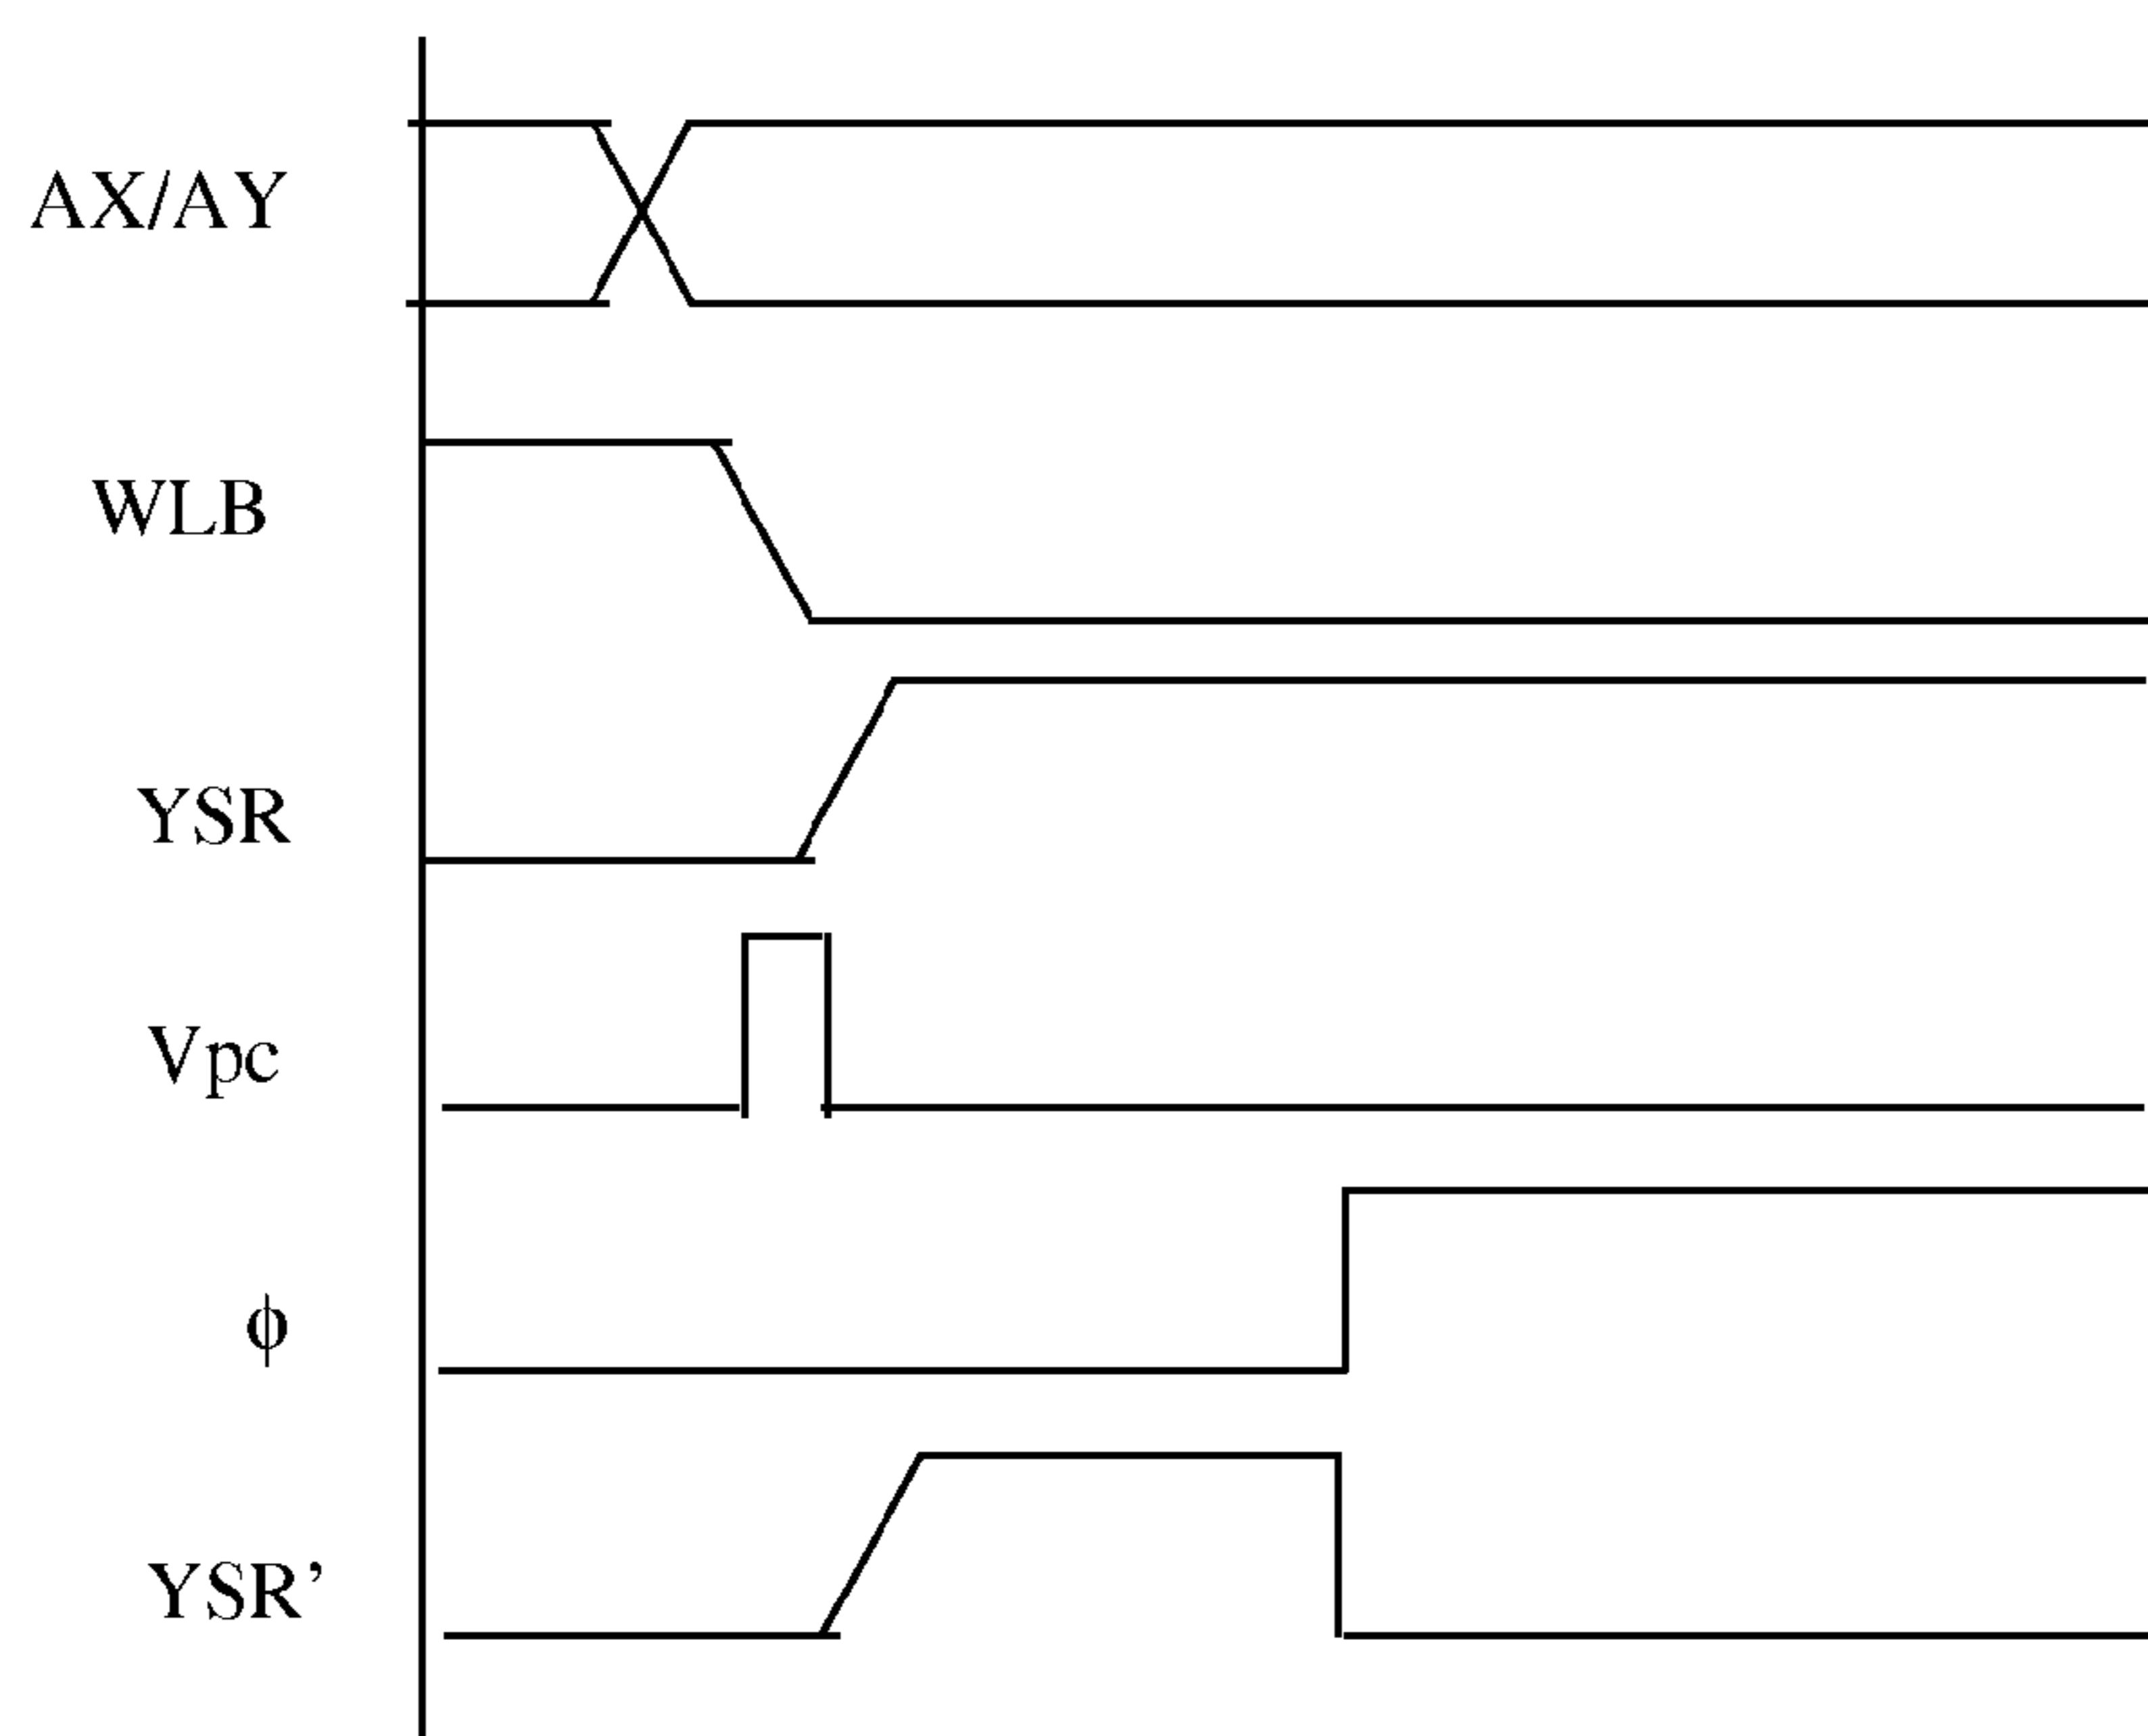 AX/AY
WLB
YSR
Vpc
ϕ
YSR’